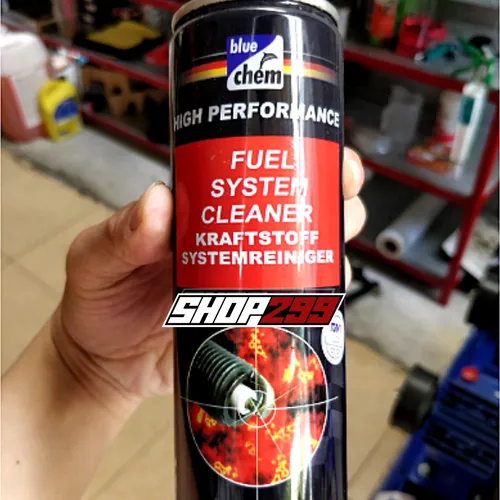 blue
chem
HIGH PERFORMANCE
FUEL
SYSTEM
CLEANER
KRAFTSTOFF
SYSTEMREINIGER
SHOP299